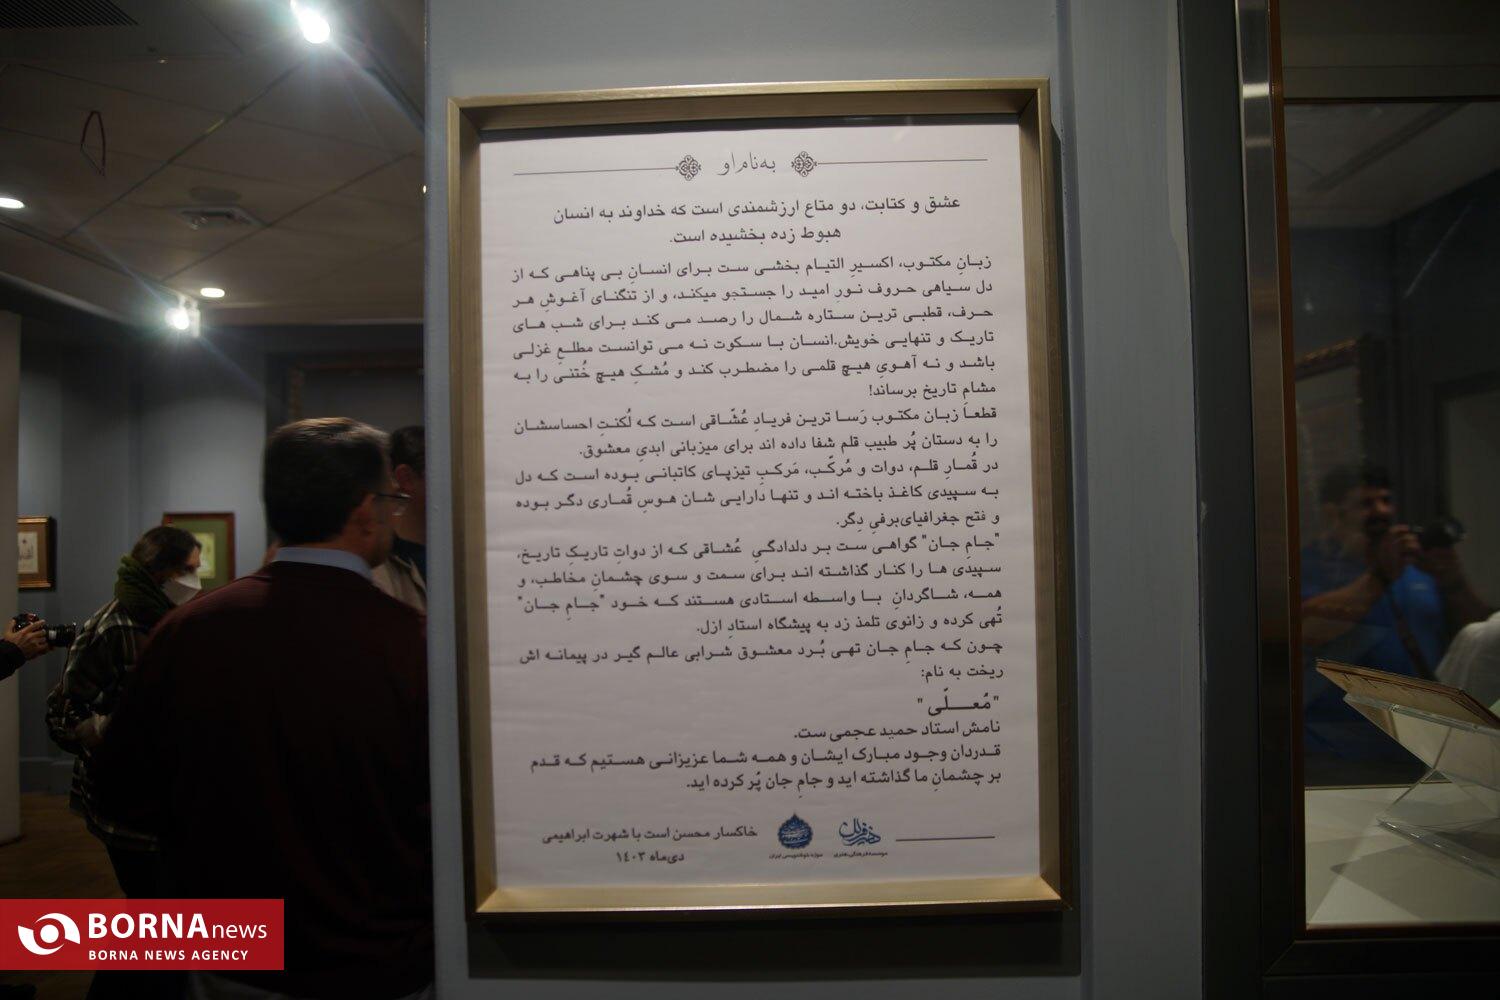 به نام او
عشق و کتابت، دو متاع ارزشمندی است که خداوند به انسان
هبوط زده بخشیده است.
زبانِ مکتوب، اکسیرِ التیام بخشی ست برای انسانِ بی پناهی که از
دل سیاهی حروف نورِ امید را جستجو میکند، و از تنگنای آغوشِ هر
حرف، قطبی ترین ستاره شمال را رصد می کند برای شب های
تاریک و تنهایی خویش.انسان با سکوت نه می توانست مطلعِ غزلی
باشد و نه آهویِ هیچ قلمی را مضطرب کند و مُشکِ هیچ خُتنی را به
مشامِ تاریخ برساند!
قطعاً زبان مکتوب رَسا ترین فریادِ عُشّاقی است که لُکنتِ احساسشان
را به دستان پُر طبیب قلم شفا داده اند برای میزبانی ابدیِ معشوق.
در قُمارِ قلم، دوات و مُرکّب، مَرکبِ تیزپای کاتبانی بوده است که دل
به سپیدی کاغذ باخته اند و تنها دارایی شان هوسِ قُماری دگر بوده
و فتح جغرافیای‌برفیِ دِگر.
"جامِ جان" گواهی ست بر دلدادگیِ عُشاقی که از دواتِ تاریکِ تاریخ،
سپیدی ها را کنار گذاشته اند برای سمت و سوی چشمانِ مخاطب، و
همه، شاگردانِ با واسطه استادی هستند که خود "جامِ جان"
تُهی کرده و زانوی تلمذ زد به پیشگاه استادِ ازل.
چون که جامِ جان تهی بُرد معشوق شرابی عالم گیر در پیمانه اش
ریخت به نام:
"مُعلّی "
نامش استاد حمید عجمی ست.
قدردان وجود مبارک ایشان و همه شما عزیزانی هستیم که قدم
بر چشمانِ ما گذاشته اید و جامِ جان پُر کرده اید.
خاکسار محسن است با شهرت ابراهیمی
دی‌ماه ۱۴۰۳
موسسه فرهنگی هنری
موزه خوشنویسی ایران
BORNA news
BORNA NEWS AGENCY